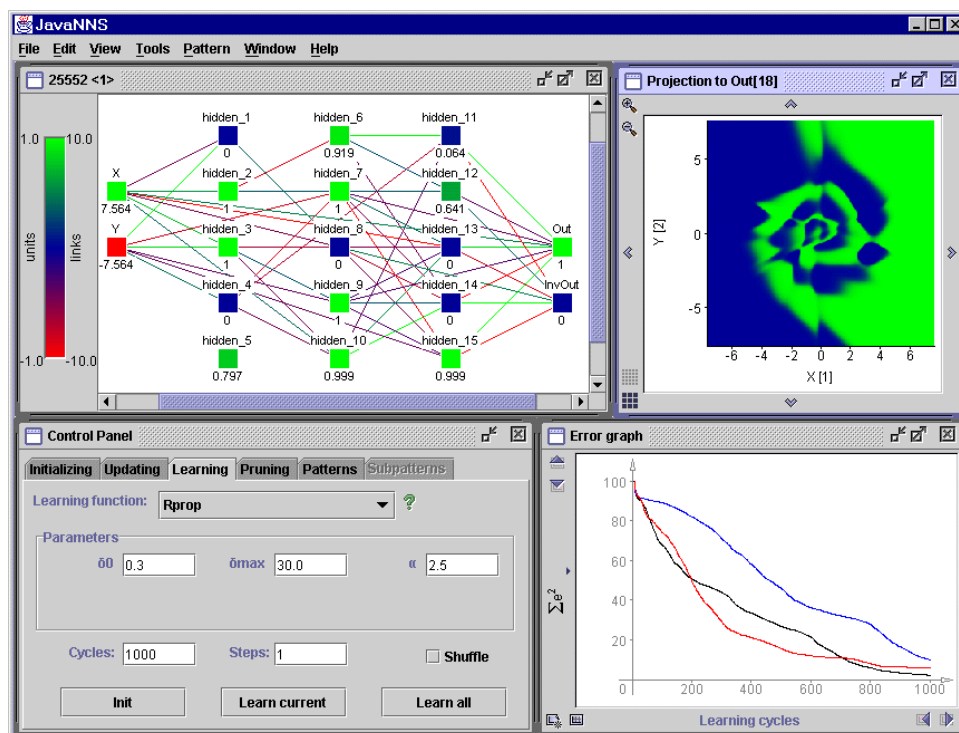 JavaNNS
File Edit View Tools Pattern Window Help
25552 <1>
1.0 10.0
units
links
-1.0 -10.0
hidden_1 hidden_6 hidden_11
0 0.919 0.064
X hidden_2 hidden_7 hidden_12
7.564 1 1 0.641
Y hidden_3 hidden_8 hidden_13 Out
-7.564 1 0 0 1
hidden_4 hidden_9 hidden_14 InvOut
0 1 0 0
hidden_5 hidden_10 hidden_15
0.797 0.999 0.999
Projection to Out[18]
Y [2]
5
0
-5
-6 -4 -2 0 2 4 6
X [1]
Control Panel
Initializing Updating Learning Pruning Patterns Subpatterns
Learning function: Rprop ?
Parameters
δ0 0.3 δmax 30.0 α 2.5
Cycles: 1000 Steps: 1 Shuffle
Init Learn current Learn all
Error graph
∑e²
100
80
60
40
20
0 200 400 600 800 1000
Learning cycles